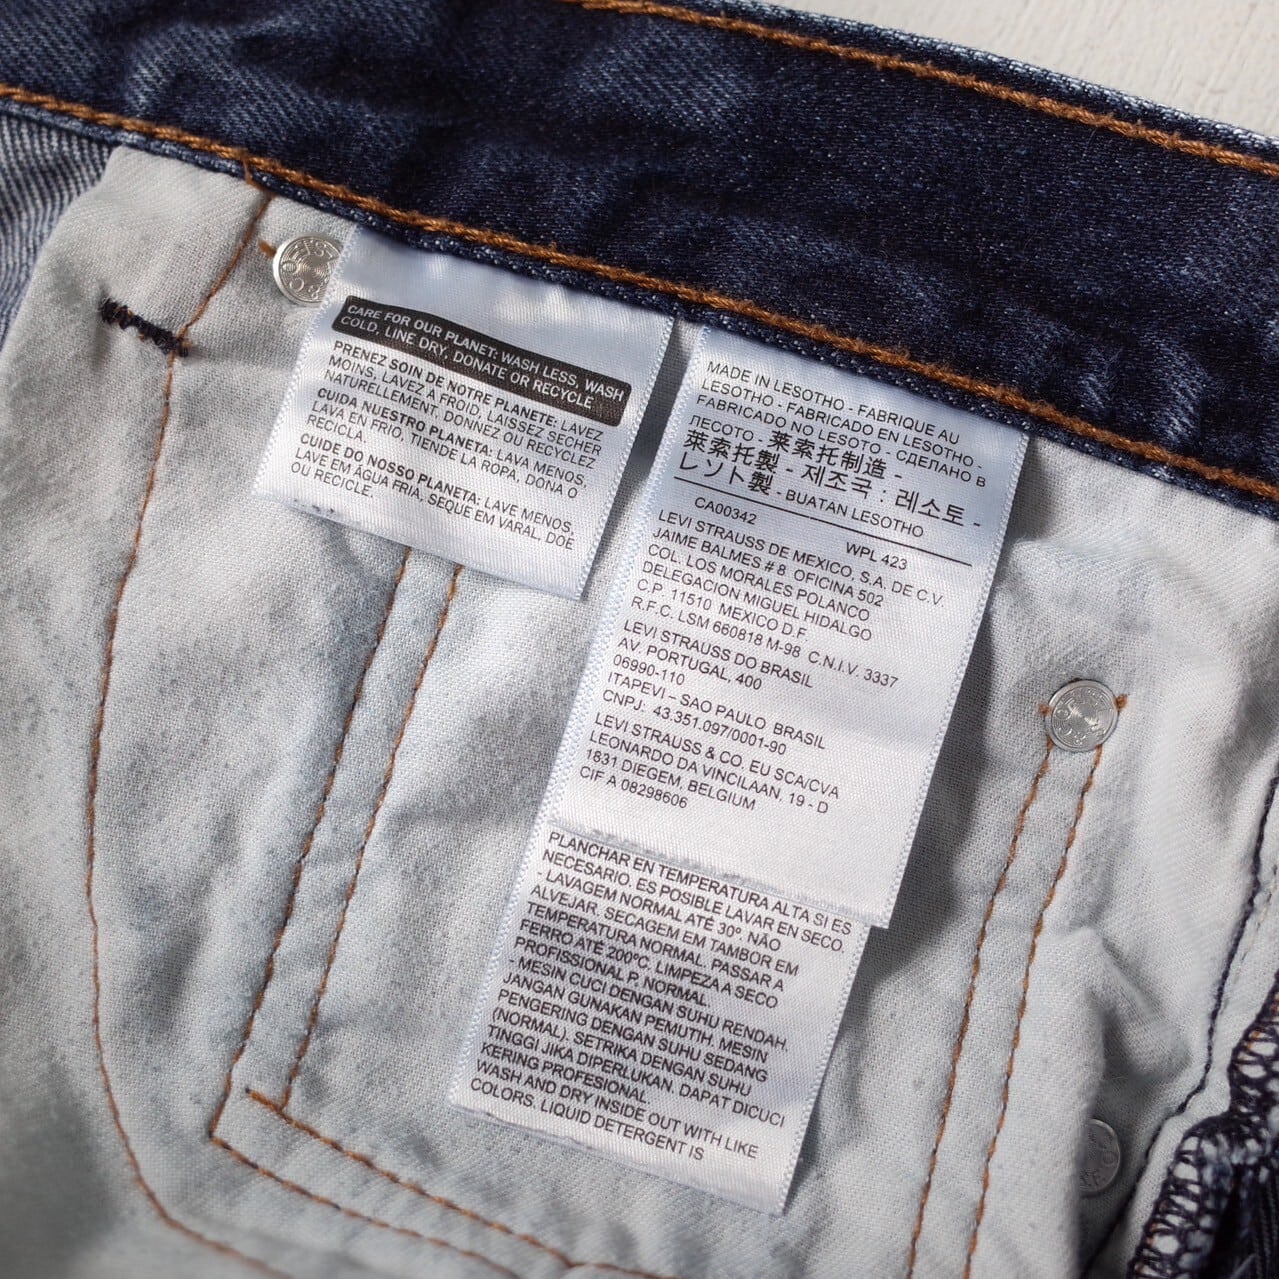 CARE FOR OUR PLANET: WASH LESS, WASH
COLD, LINE DRY, DONATE OR RECYCLE
PRENEZ SOIN DE NOTRE PLANETE: LAVEZ
MOINS, LAVEZ À FROID, LAISSEZ SECHER
NATURELLEMENT, DONNEZ OU RECYCLEZ
CUIDA NUESTRO PLANETA: LAVA MENOS,
LAVA EN FRIO, TIENDE LA ROPA, DONA O
RECICLA.
CUIDE DO NOSSO PLANETA: LAVE MENOS,
LAVE EM ÁGUA FRIA, SEQUE EM VARAL. DOE
OU RECICLE.
MADE IN LESOTHO - FABRIQUE AU
LESOTHO - FABRICADO EN LESOTHO -
FABRICADO NO LESOTO - СДЕЛАНО В
ЛЕСОТО - 莱索托制造 -
萊索托製 - 제조국 : 레소토 -
レソト製 - BUATAN LESOTHO
CA00342 WPL 423
LEVI STRAUSS DE MEXICO, S.A. DE C.V.
JAIME BALMES # 8 OFICINA 502
COL. LOS MORALES POLANCO
DELEGACION MIGUEL HIDALGO
C.P. 11510 MEXICO D.F
R.F.C. LSM 660818 M-98 C.N.I.V. 3337
LEVI STRAUSS DO BRASIL
AV. PORTUGAL, 400
06990-110
ITAPEVI – SAO PAULO BRASIL
CNPJ: 43.351.097/0001-90
LEVI STRAUSS & CO. EU SCA/CVA
LEONARDO DA VINCILAAN, 19 - D
1831 DIEGEM, BELGIUM
CIF A 08298606
PLANCHAR EN TEMPERATURA ALTA SI ES
NECESARIO. ES POSIBLE LAVAR EN SECO.
- LAVAGEM NORMAL ATÉ 30º. NÃO
ALVEJAR. SECAGEM EM TAMBOR EM
TEMPERATURA NORMAL. PASSAR A
FERRO ATÉ 200ºC. LIMPEZA A SECO
PROFISSIONAL P, NORMAL.
- MESIN CUCI DENGAN SUHU RENDAH.
JANGAN GUNAKAN PEMUTIH. MESIN
PENGERING DENGAN SUHU SEDANG
(NORMAL). SETRIKA DENGAN SUHU
TINGGI JIKA DIPERLUKAN. DAPAT DICUCI
KERING PROFESIONAL.
WASH AND DRY INSIDE OUT WITH LIKE
COLORS. LIQUID DETERGENT IS